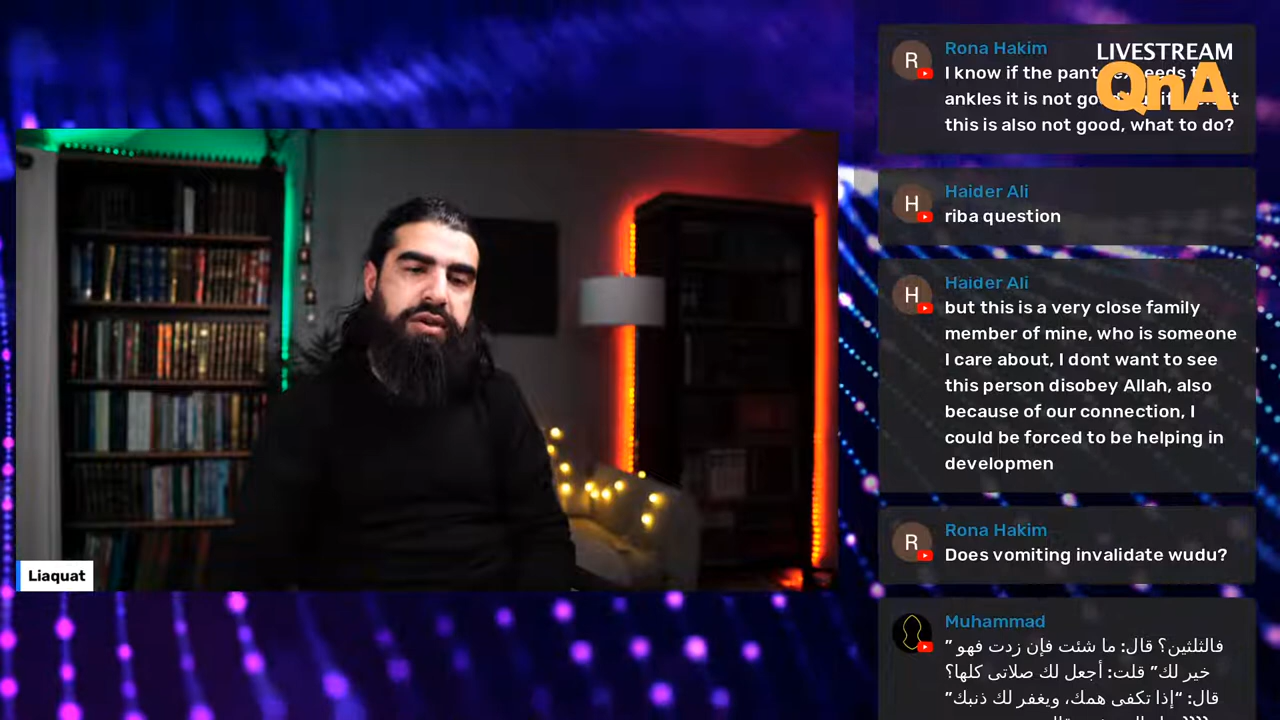 Rona Hakim
LIVESTREAM
QnA
R
I know if the pant
ankles it is not
this is also not good, what to do?
Haider Ali
H
riba question
Haider Ali
H
but this is a very close family
member of mine, who is someone
I care about, I dont want to see
this person disobey Allah, also
because of our connection, I
could be forced to be helping in
developmen
Rona Hakim
R
Does vomiting invalidate wudu?
Muhammad
فالثلثين؟ قال: ما شئت فإن زدت فهو ”
خير لك” قلت: أجعل لك صلاتى كلها؟
قال: “إذا تكفى همك، ويغفر لك ذنبك”
Liaquat